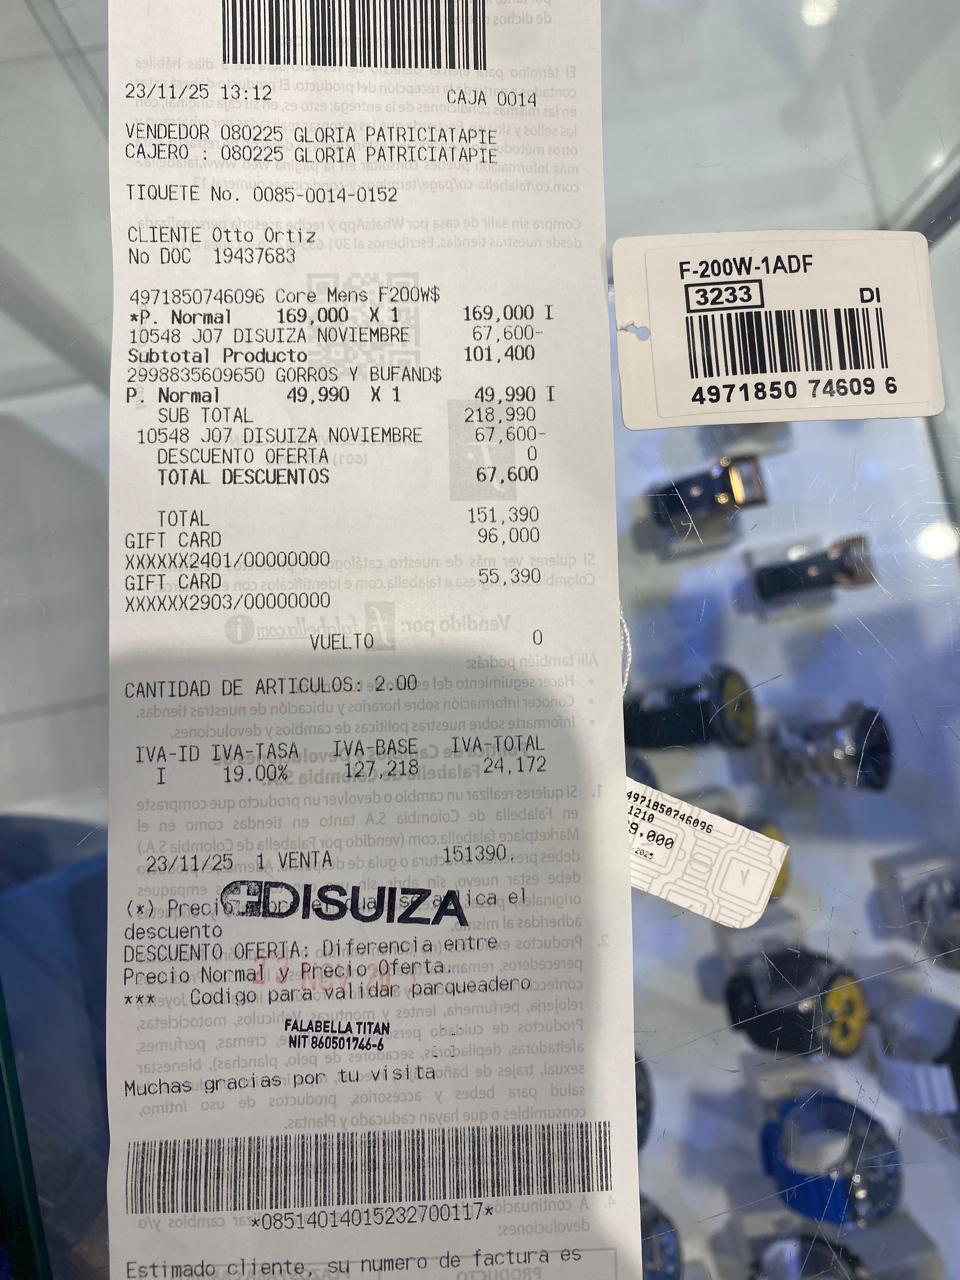 23/11/25 13:12 CAJA 0014
VENDEDOR 080225 GLORIA PATRICIATAPIE
CAJERO : 080225 GLORIA PATRICIATAPIE
TIQUETE No. 0085-0014-0152
CLIENTE Otto Ortiz
No DOC 19437683
4971850746096 Core Mens F200W$
*P. Normal 169,000 X 1 169,000 I
10548 J07 DISUIZA NOVIEMBRE 67,600-
Subtotal Producto 101,400
2998835609650 GORROS Y BUFAND$
P. Normal 49,990 X 1 49,990 I
SUB TOTAL 218,990
10548 J07 DISUIZA NOVIEMBRE 67,600-
DESCUENTO OFERTA 0
TOTAL DESCUENTOS 67,600
TOTAL 151,390
GIFT CARD 96,000
XXXXXX2401/00000000
GIFT CARD 55,390
XXXXXX2903/00000000
VUELTO 0
CANTIDAD DE ARTICULOS: 2.00
IVA-ID IVA-TASA IVA-BASE IVA-TOTAL
I 19.00% 127,218 24,172
23/11/25 1 VENTA 151390.
DISUIZA
(*) Precio ica el
descuento
DESCUENTO OFERTA: Diferencia entre
Precio Normal y Precio Oferta.
*** Codigo para validar parqueadero
FALABELLA TITAN
NIT 860501746-6
Muchas gracias por tu visita
*08514014015232700117*
Estimado cliente, su numero de factura es
F-200W-1ADF
3233 DI
4971850 74609 6
4971850746096
1210
9,000
2025